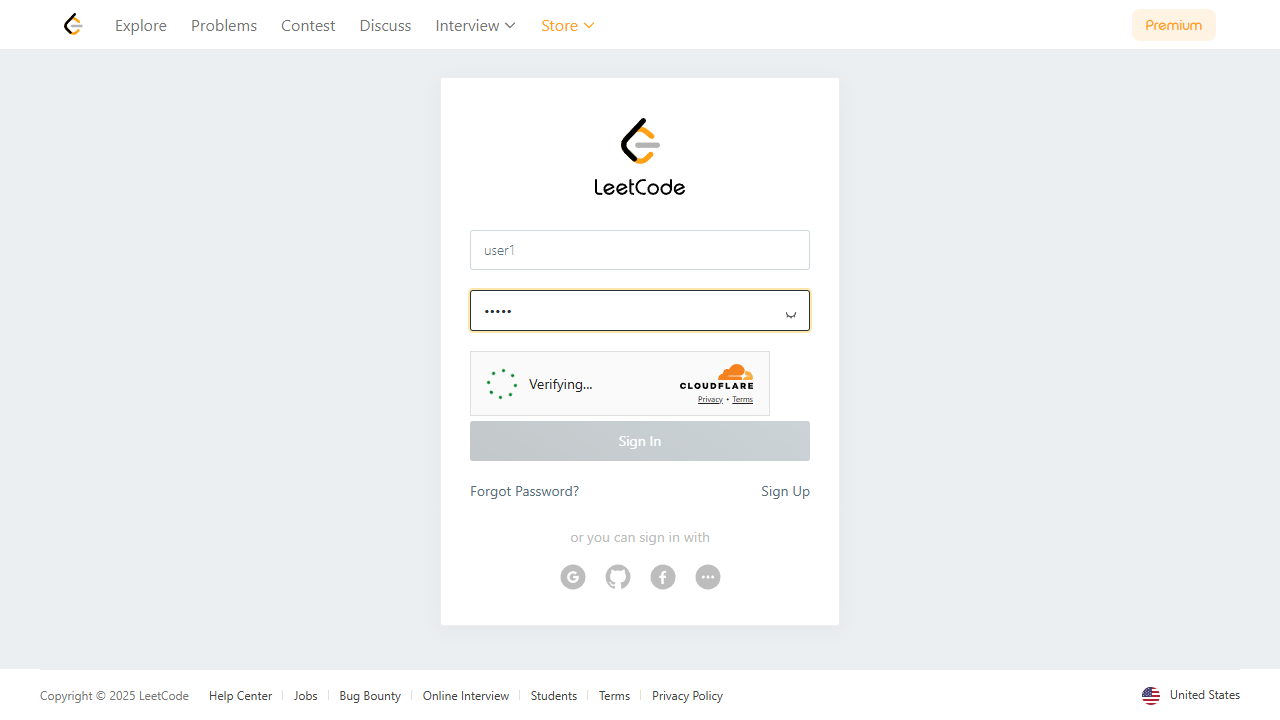 Explore Problems Contest Discuss Interview Store Premium
LeetCode
user1
•••••
Verifying...
CLOUDFLARE
Privacy • Terms
Sign In
Forgot Password? Sign Up
or you can sign in with
Copyright © 2025 LeetCode Help Center Jobs Bug Bounty Online Interview Students Terms Privacy Policy United States